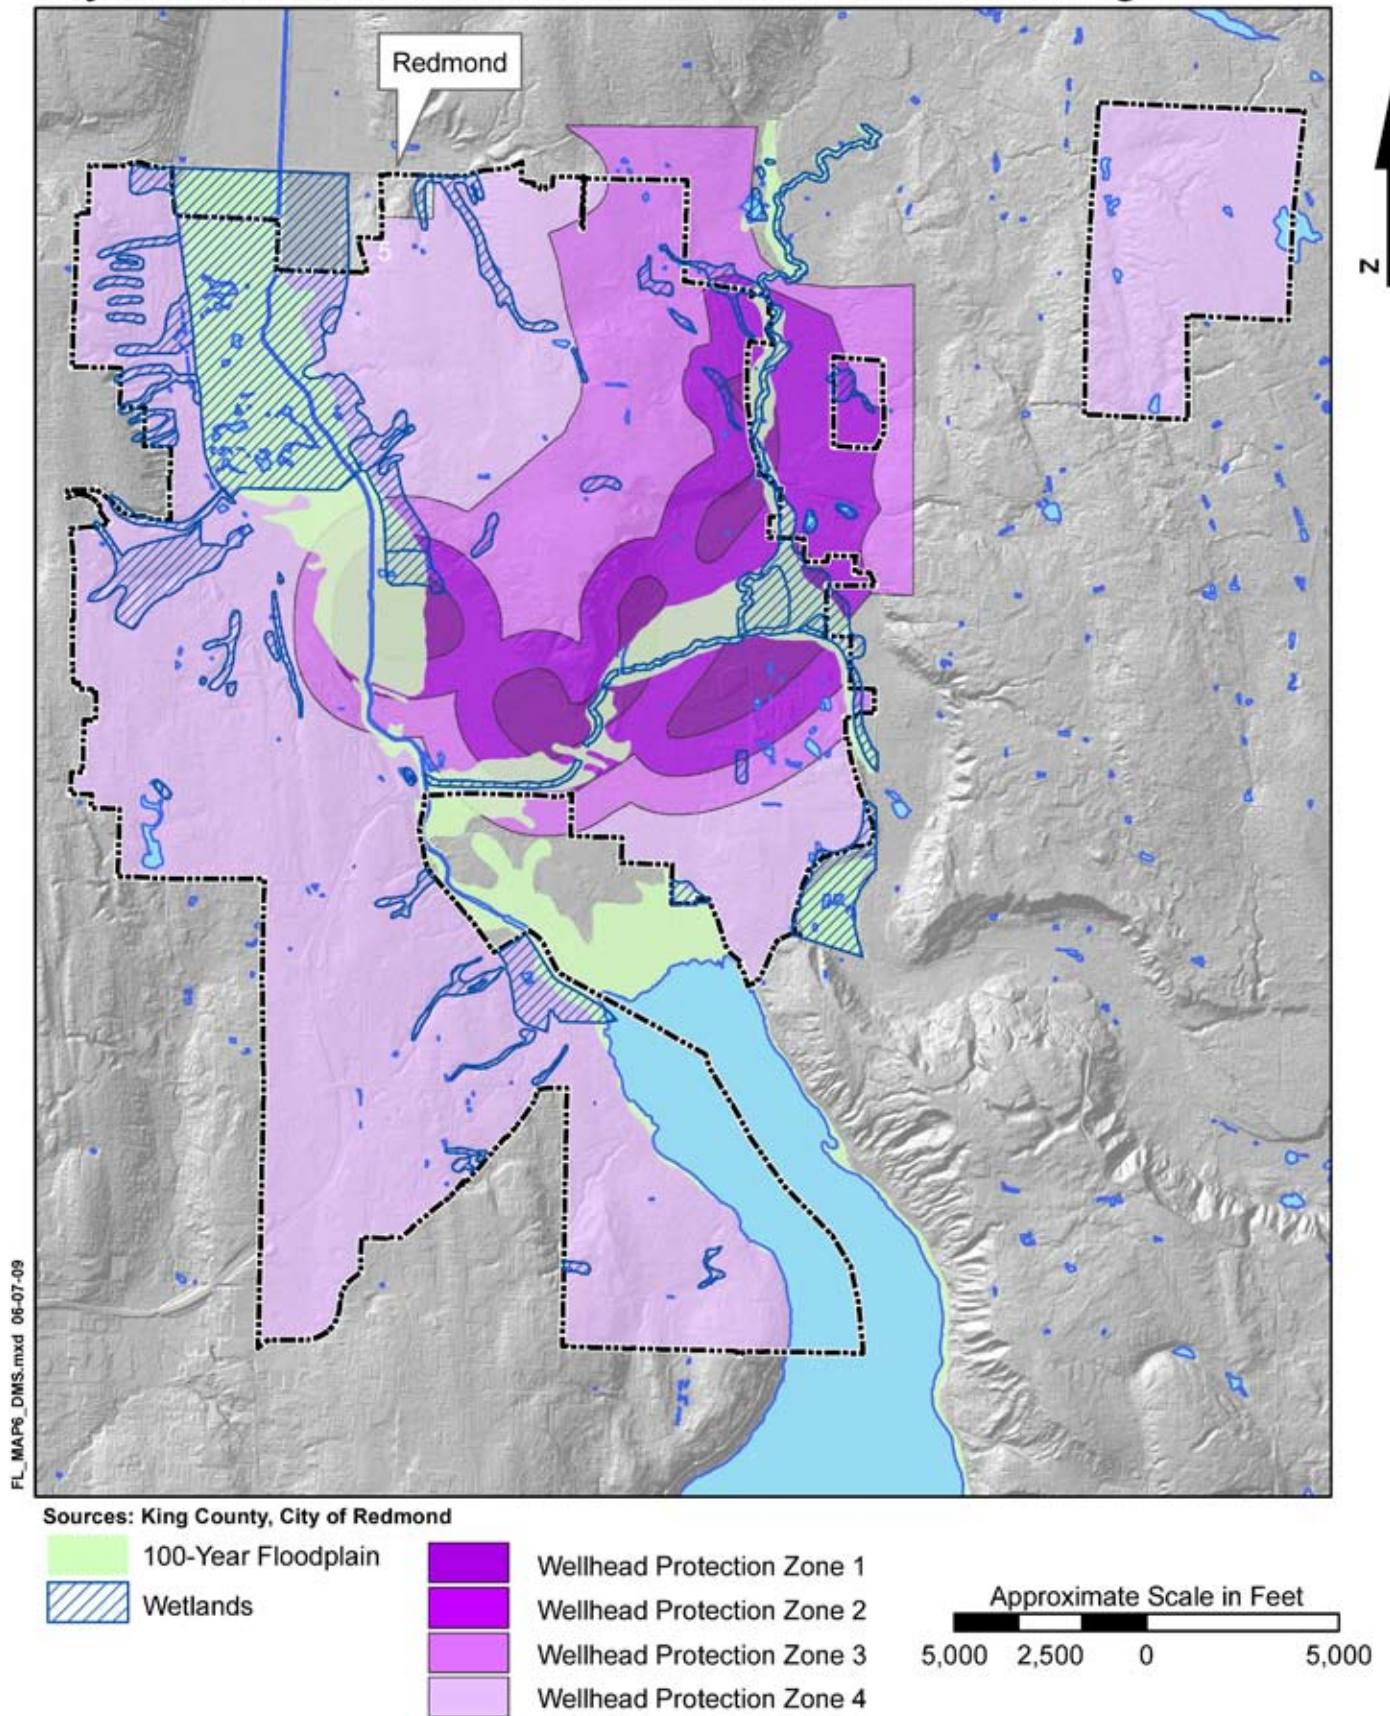 Redmond
5
Z
FL_MAP6_DMS.mxd 06-07-09
Sources: King County, City of Redmond
100-Year Floodplain
Wetlands
Wellhead Protection Zone 1
Wellhead Protection Zone 2
Wellhead Protection Zone 3
Wellhead Protection Zone 4
Approximate Scale in Feet
5,000 2,500 0 5,000